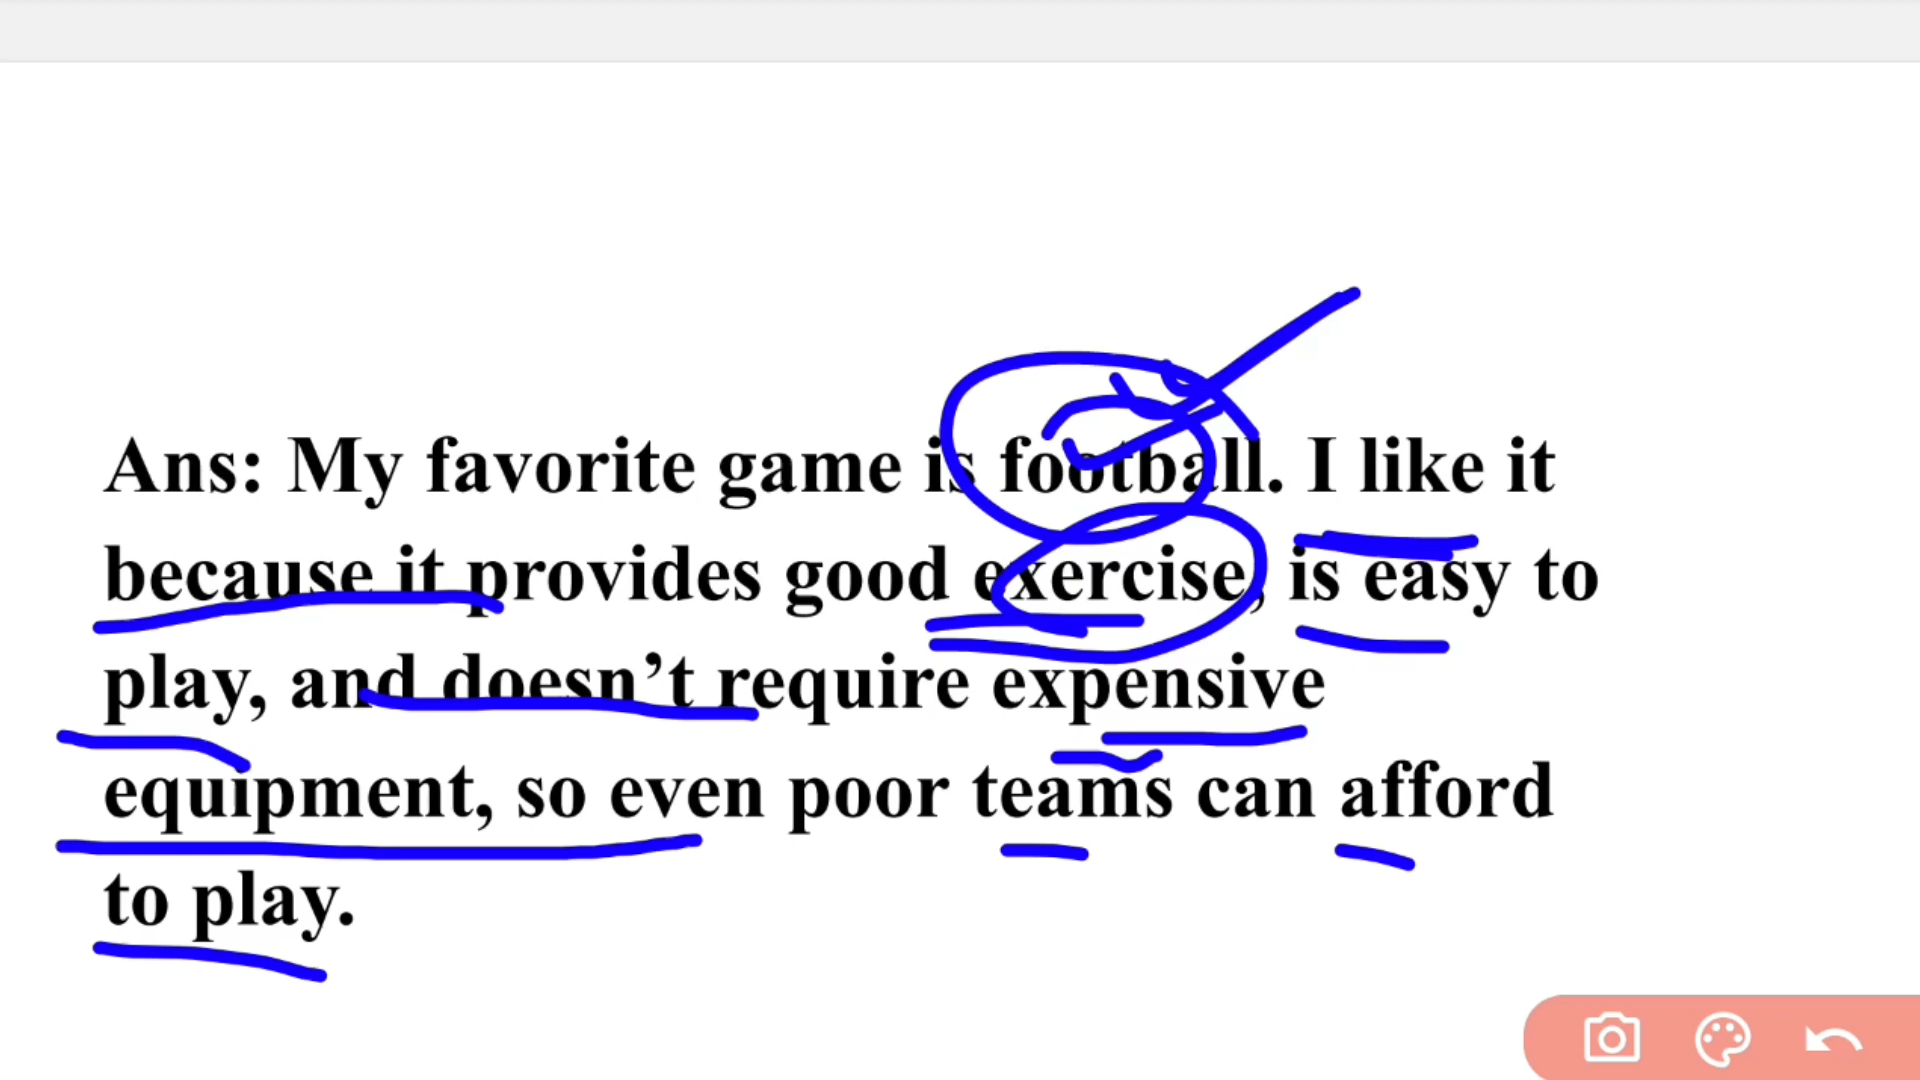 Ans: My favorite game is football. I like it
because it provides good exercise, is easy to
play, and doesn’t require expensive
equipment, so even poor teams can afford
to play.